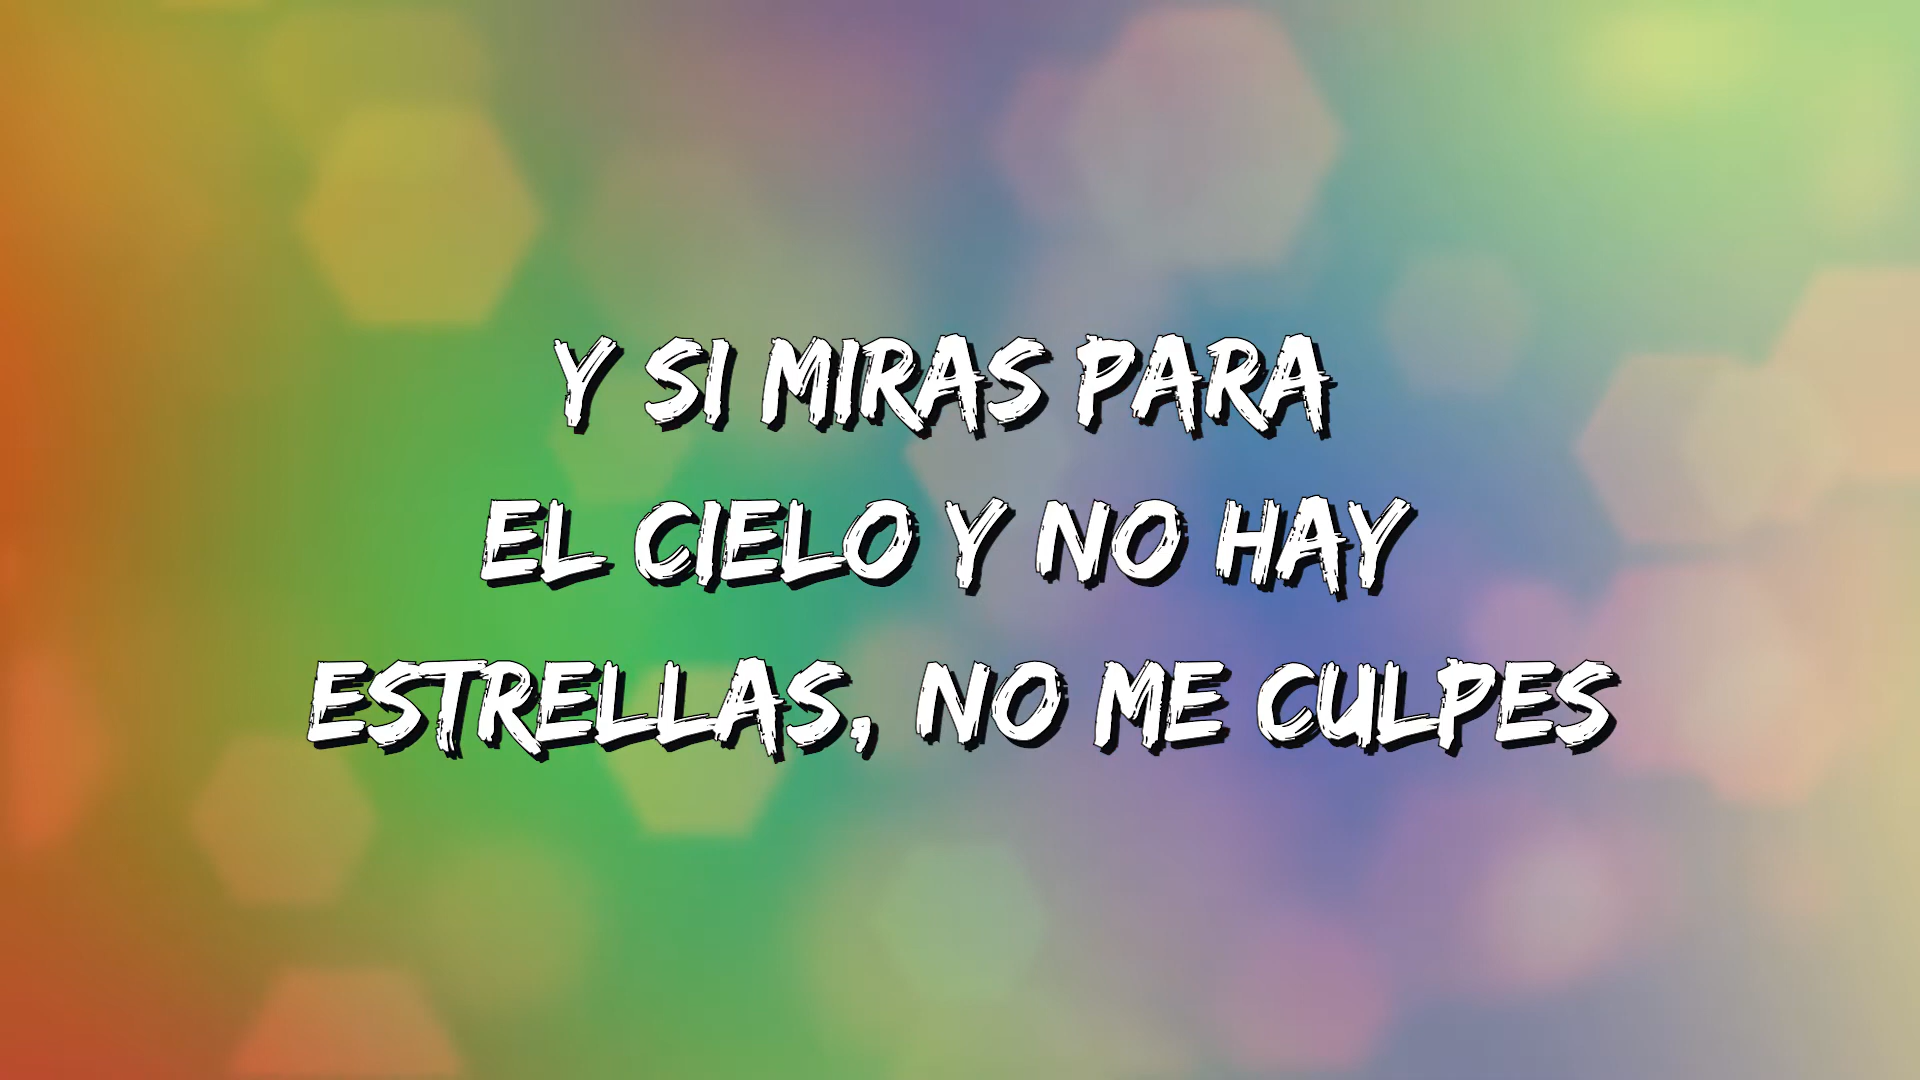 Y SI MIRAS PARA
EL CIELO Y NO HAY
ESTRELLAS, NO ME CULPES